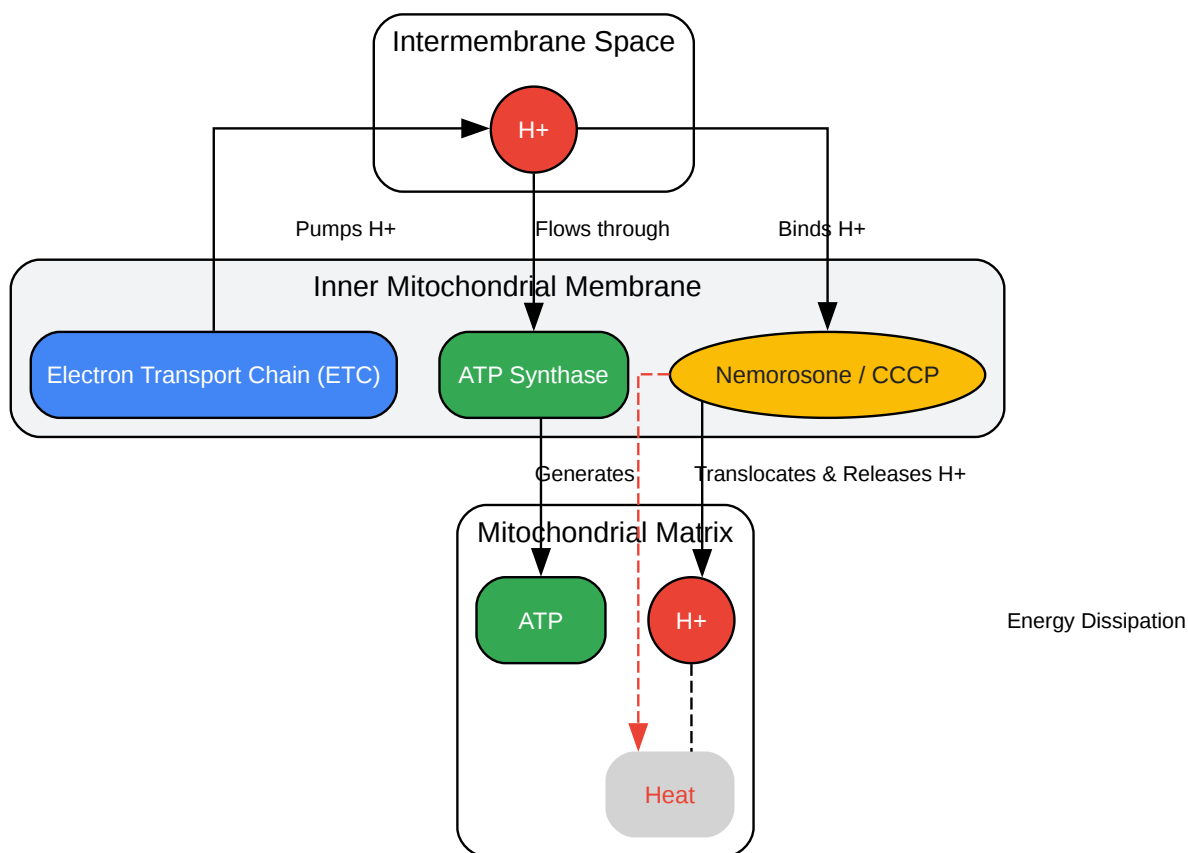 Intermembrane Space
H+
Pumps H+
Flows through
Binds H+
Inner Mitochondrial Membrane
Electron Transport Chain (ETC)
ATP Synthase
Nemorosone / CCCP
Generates
Translocates & Releases H+
Mitochondrial Matrix
ATP
H+
Energy Dissipation
Heat